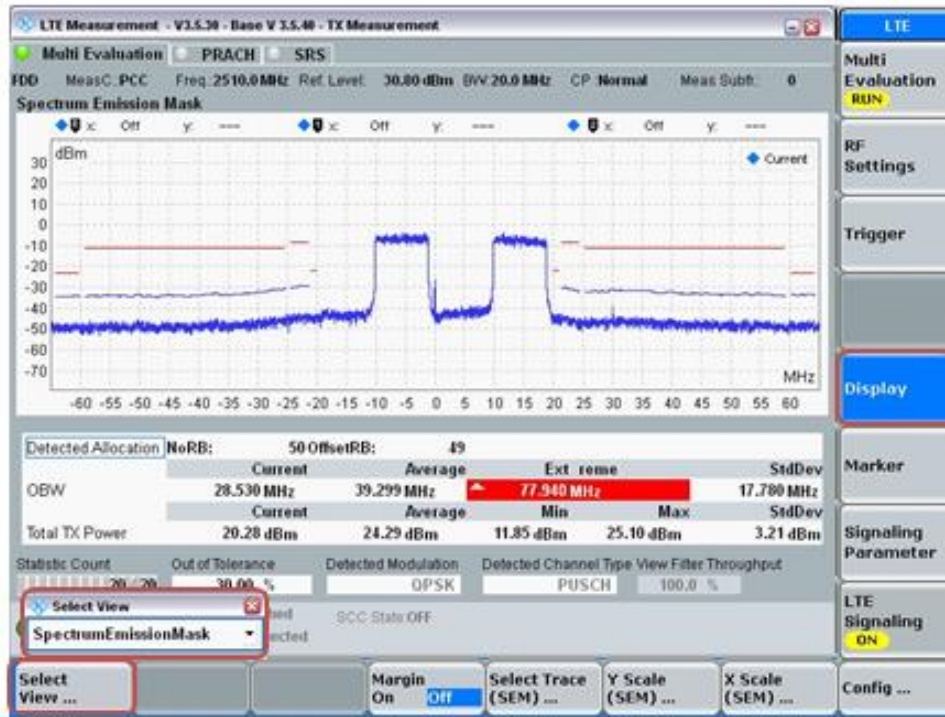 LTE Measurement - V3.5.30 - Base V 3.5.40 - TX Measurement
Multi Evaluation PRACH SRS
FDD MeasC.:PCC Freq.:2510.0 MHz Ref. Level: 30.80 dBm BW:20.0 MHz CP :Normal Meas Subfr.: 0
Spectrum Emission Mask
x: Off y: --- x: Off y: --- x: Off y: ---
dBm
Current
30
20
10
0
-10
-20
-30
-40
-50
-60
-70
MHz
-60 -55 -50 -45 -40 -35 -30 -25 -20 -15 -10 -5 0 5 10 15 20 25 30 35 40 45 50 55 60
Detected Allocation NoRB: 50 OffsetRB: 49
Current Average Ext reme StdDev
OBW 28.530 MHz 39.299 MHz 77.940 MHz 17.780 MHz
Current Average Min Max StdDev
Total TX Power 20.28 dBm 24.29 dBm 11.85 dBm 25.10 dBm 3.21 dBm
Statistic Count Out of Tolerance Detected Modulation Detected Channel Type View Filter Throughput
20/20 30.00 % QPSK PUSCH 100.0 %
SCC State:OFF
Select View
SpectrumEmissionMask
Select View ...
Margin On Off
Select Trace (SEM) ...
Y Scale (SEM) ...
X Scale (SEM) ...
LTE
Multi
Evaluation
RUN
RF
Settings
Trigger
Display
Marker
Signaling
Parameter
LTE
Signaling
ON
Config ...